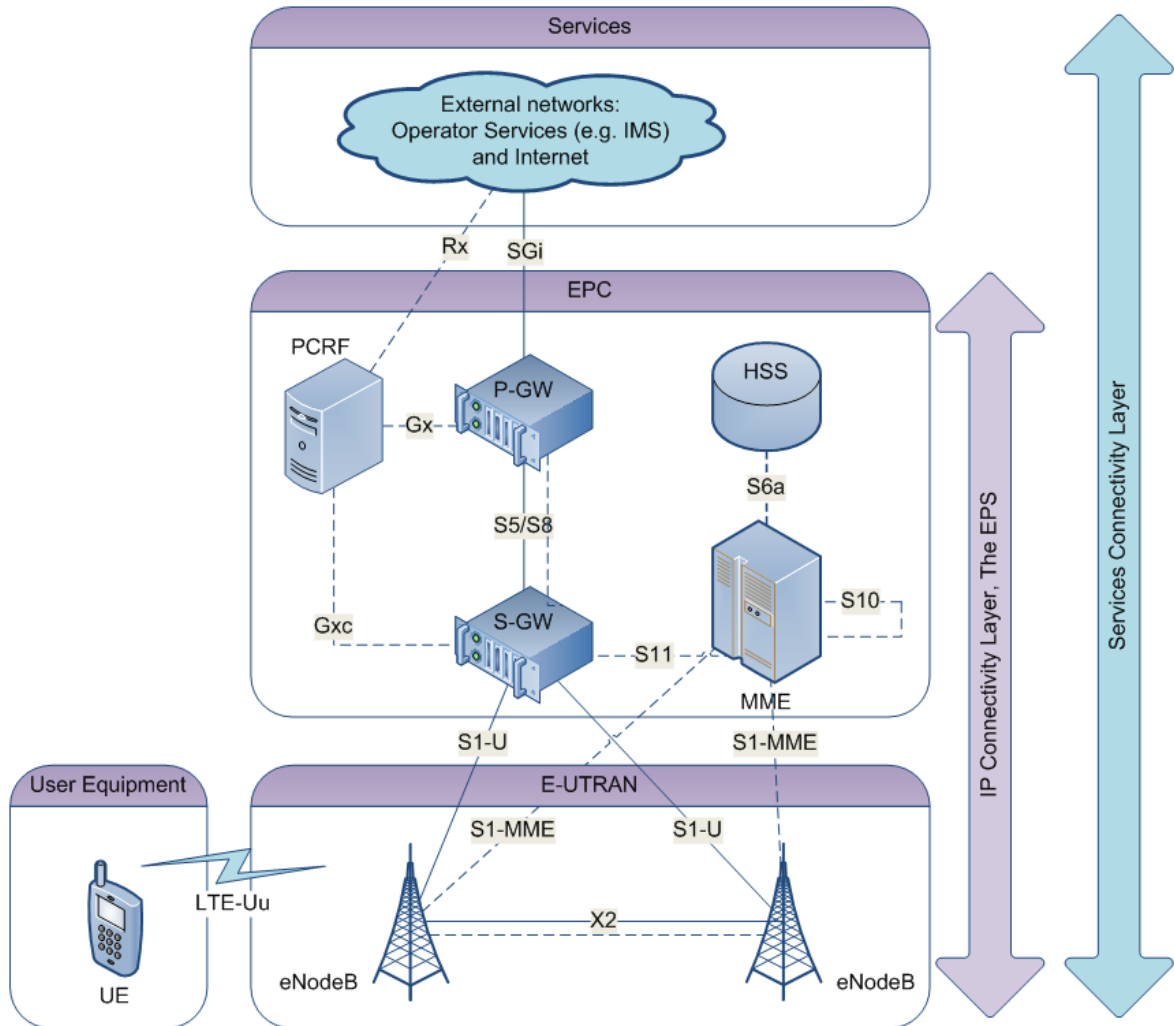 Services
External networks:
Operator Services (e.g. IMS)
and Internet
Rx
SGi
EPC
PCRF
P-GW
HSS
Gx
S6a
S5/S8
S10
Gxc
S-GW
S11
MME
S1-U
S1-MME
User Equipment
E-UTRAN
S1-MME
S1-U
LTE-Uu
X2
UE
eNodeB
eNodeB
IP Connectivity Layer, The EPS
Services Connectivity Layer